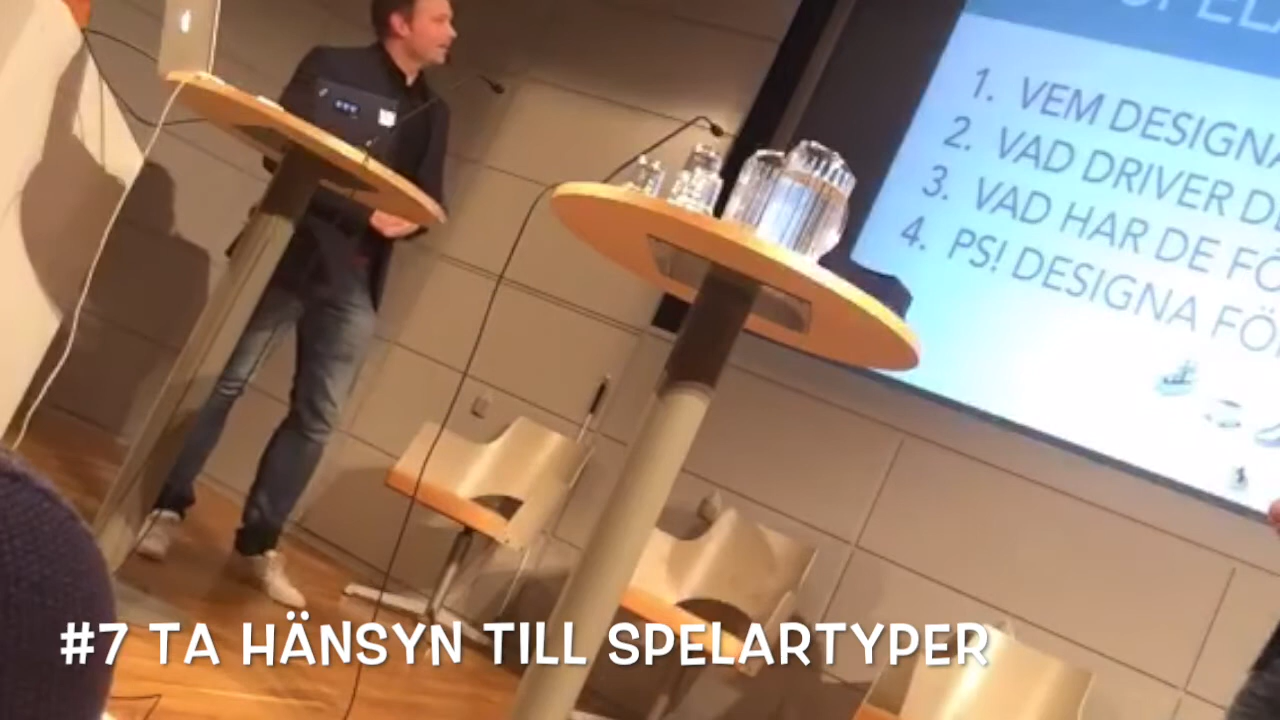 1. VEM DESIGNA
2. VAD DRIVER
3. VAD HAR DE
4. PS! DESIGNA
#7 TA HÄNSYN TILL SPELARTYPER